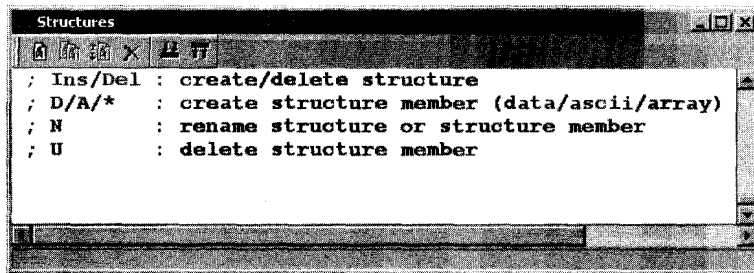 Structures
; Ins/Del : create/delete structure
; D/A/* : create structure member (data/ascii/array)
; N : rename structure or structure member
; U : delete structure member